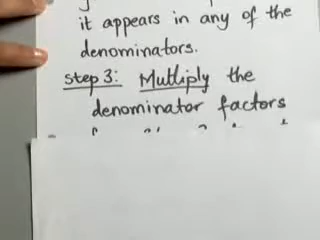 it appears in any of the
denominators.
Step 3: Multiply the
denominator factors